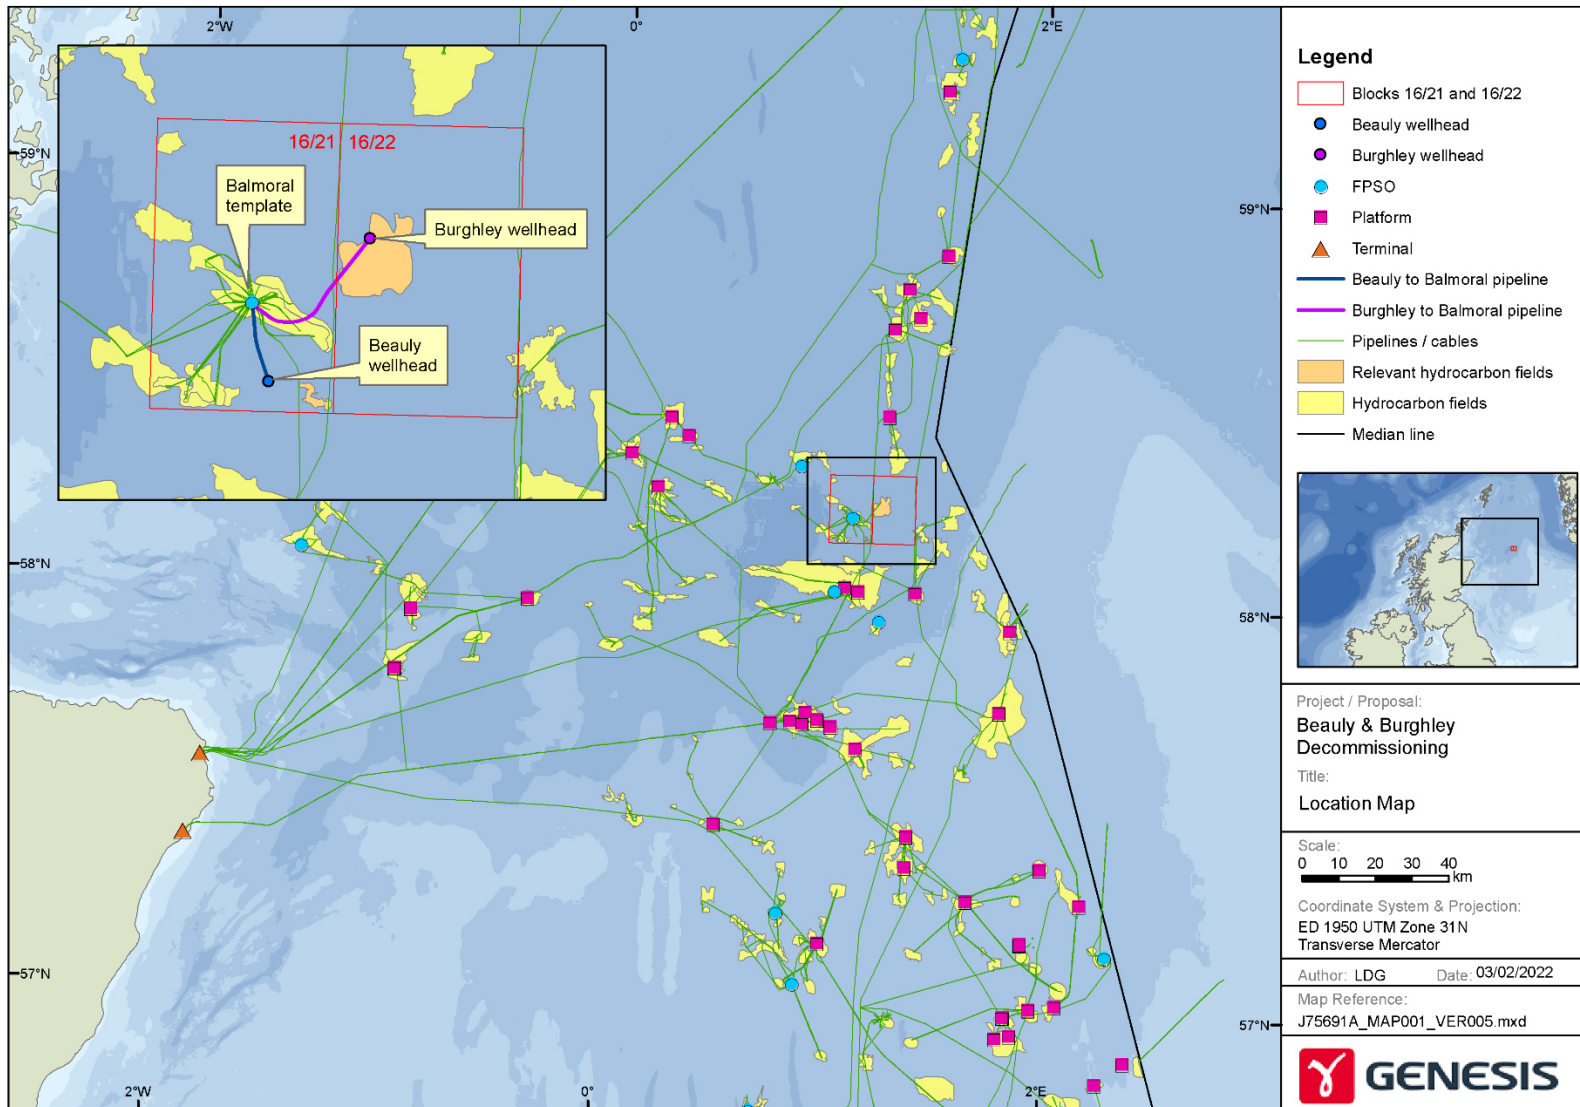 2°W
0°
2°E
59°N
59°N
58°N
58°N
57°N
57°N
2°W
0°
2°E
16/21
16/22
Balmoral
template
Burghley wellhead
Beauly
wellhead
Legend
Blocks 16/21 and 16/22
Beauly wellhead
Burghley wellhead
FPSO
Platform
Terminal
Beauly to Balmoral pipeline
Burghley to Balmoral pipeline
Pipelines / cables
Relevant hydrocarbon fields
Hydrocarbon fields
Median line
Project / Proposal:
Beauly & Burghley
Decommissioning
Title:
Location Map
Scale:
0 10 20 30 40
km
Coordinate System & Projection:
ED 1950 UTM Zone 31N
Transverse Mercator
Author: LDG Date: 03/02/2022
Map Reference:
J75691A_MAP001_VER005.mxd
GENESIS